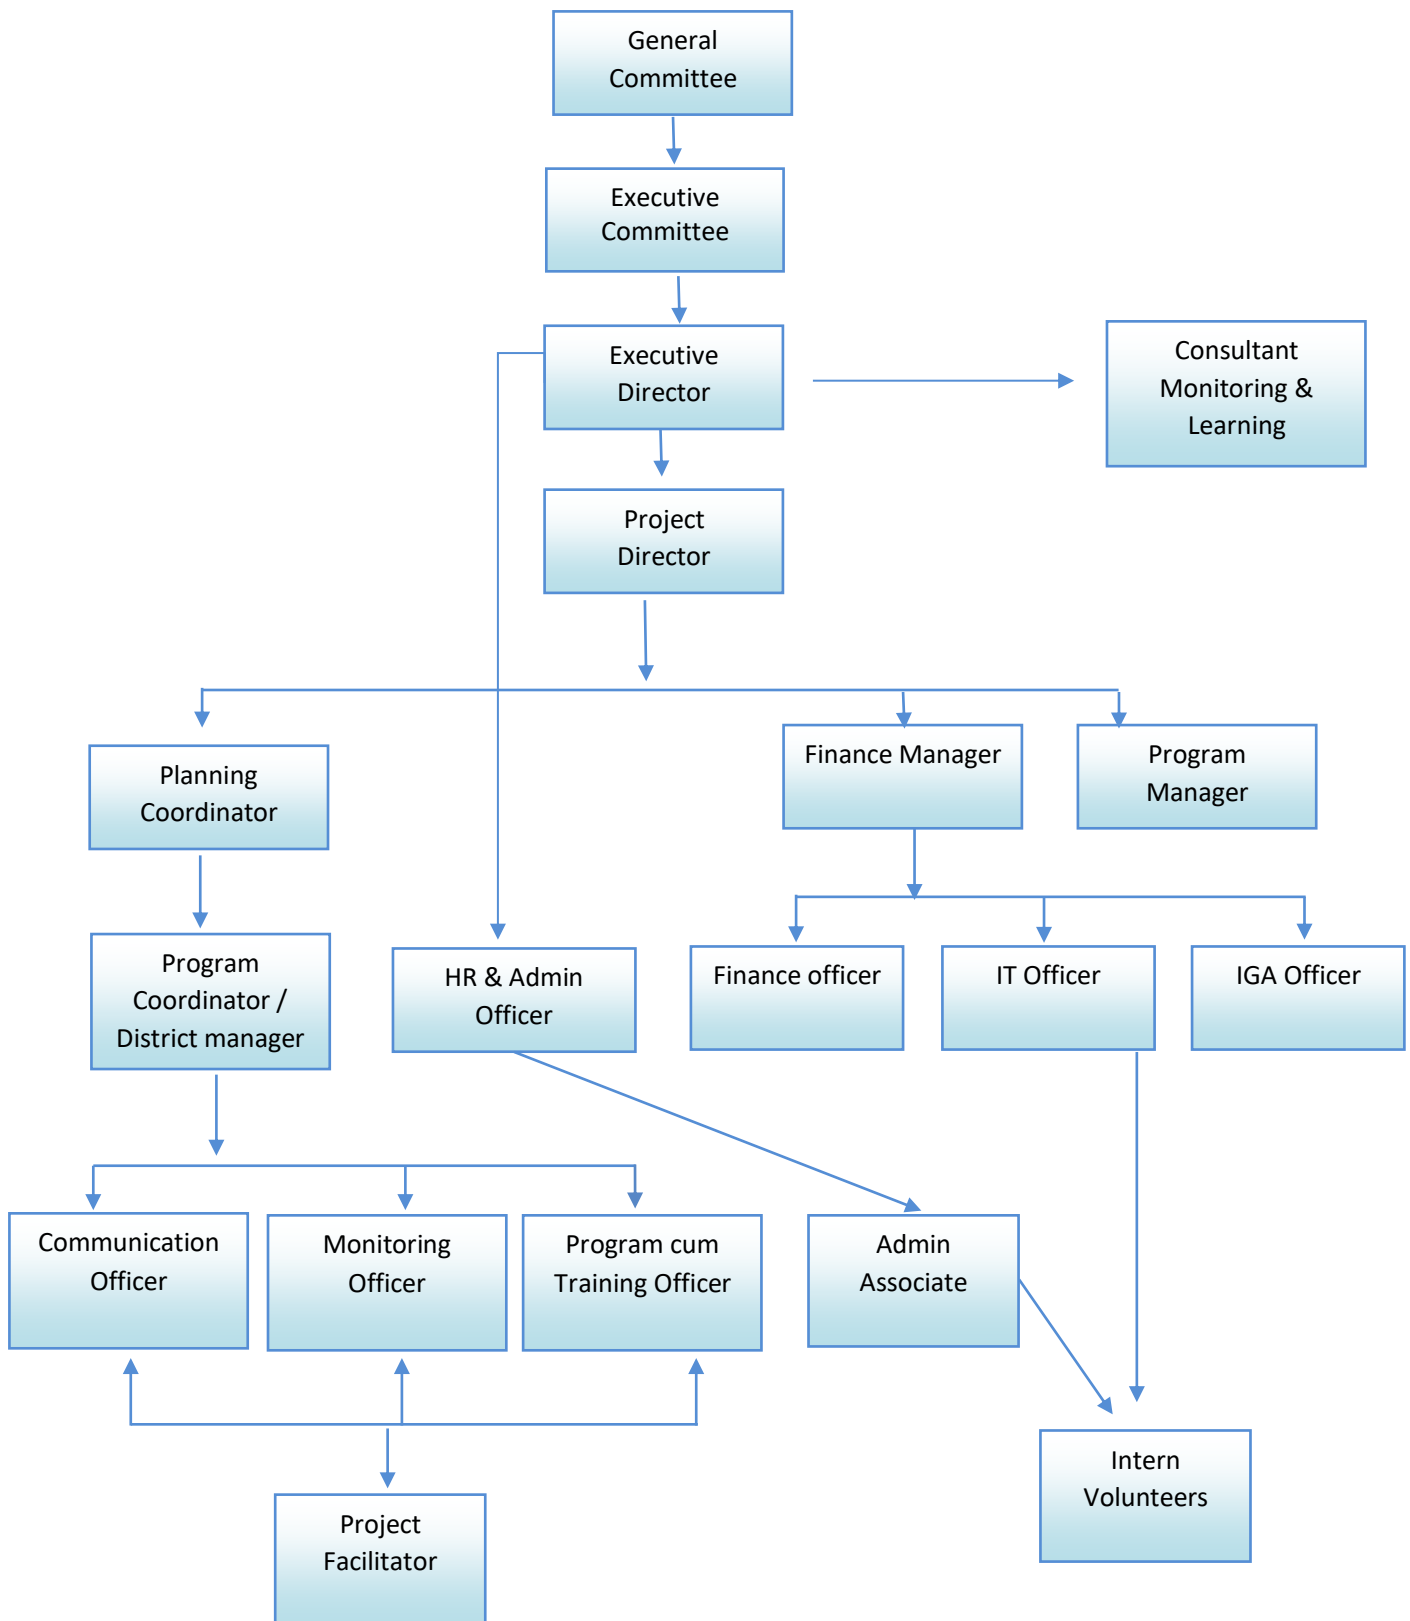 General
Committee
Executive
Committee
Executive
Director
Consultant
Monitoring &
Learning
Project
Director
Planning
Coordinator
Finance Manager
Program
Manager
Program
Coordinator /
District manager
HR & Admin
Officer
Finance officer
IT Officer
IGA Officer
Communication
Officer
Monitoring
Officer
Program cum
Training Officer
Admin
Associate
Intern
Volunteers
Project
Facilitator